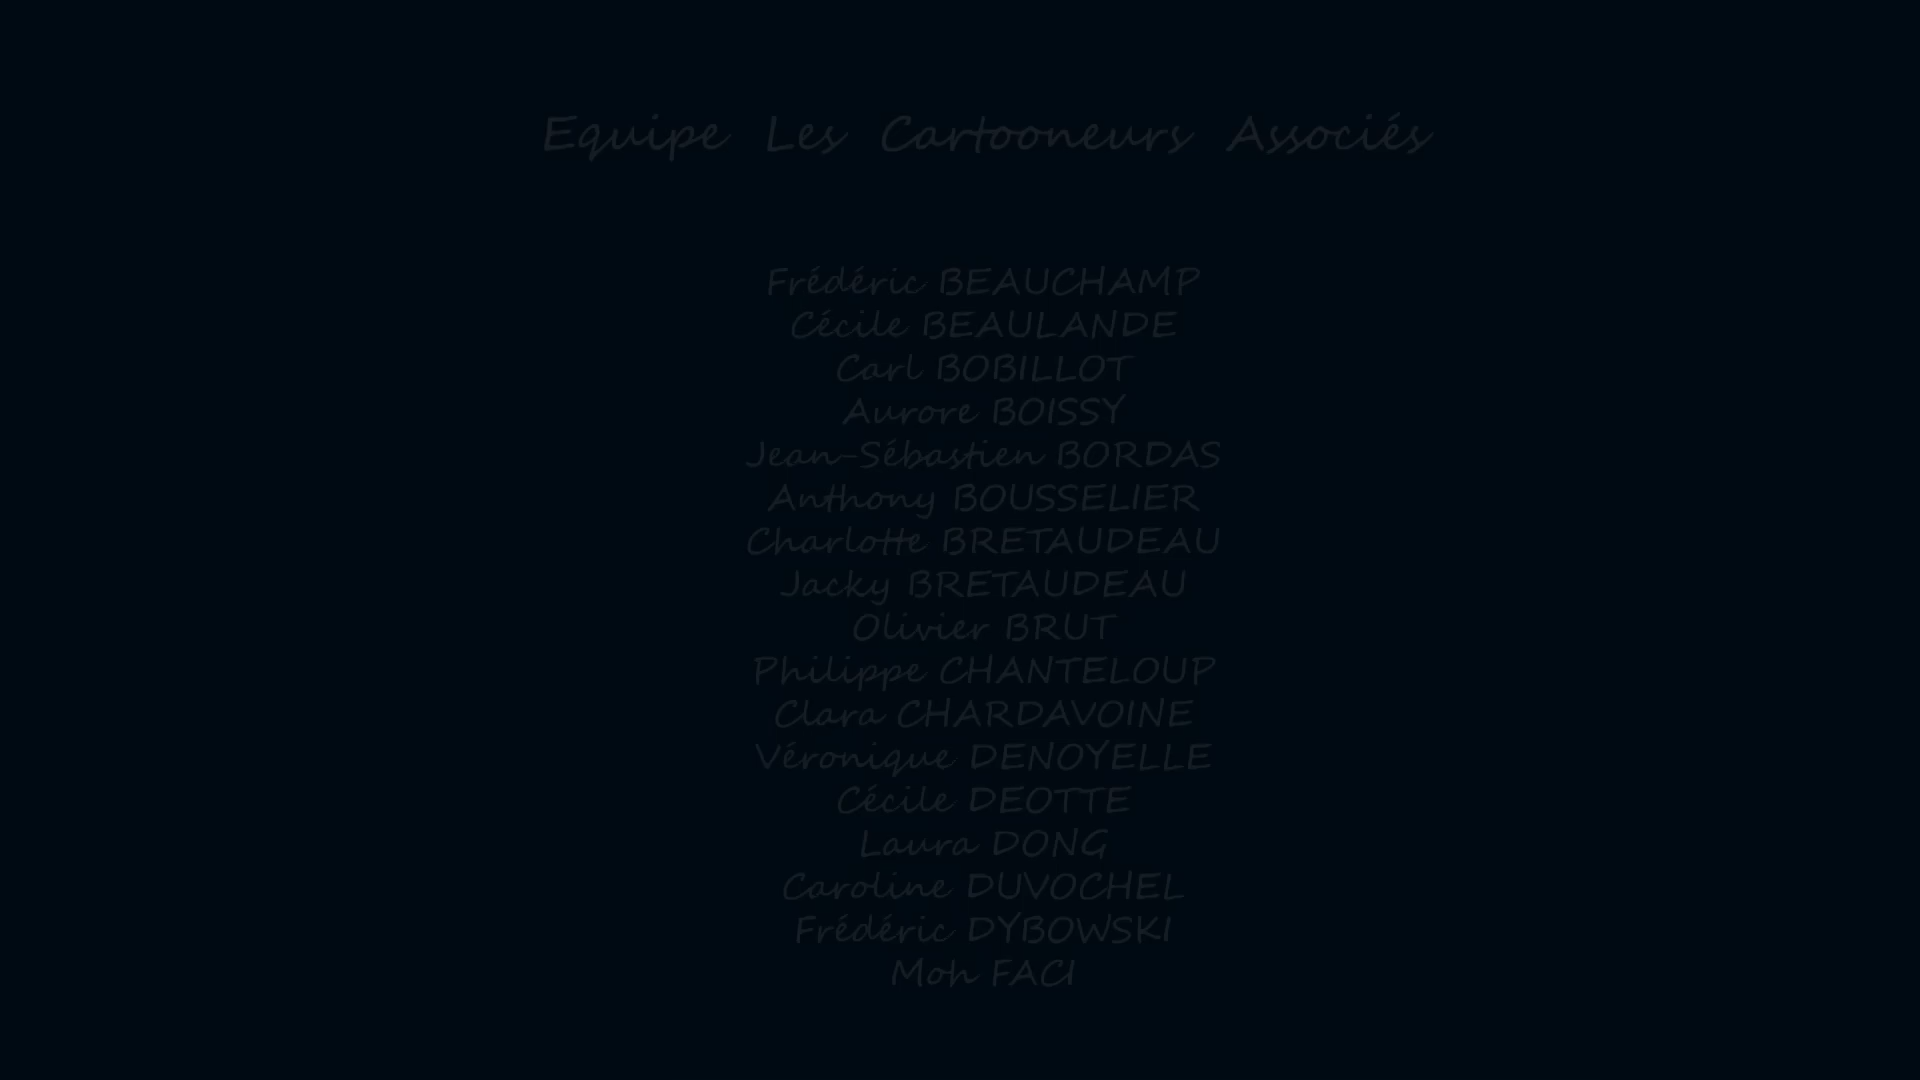 Equipe Les Cartooneurs Associés
Frédéric BEAUCHAMP
Cécile BEAULANDE
Carl BOBILLOT
Aurore BOISSY
Jean-Sébastien BORDAS
Anthony BOUSSELIER
Charlotte BRETAUDEAU
Jacky BRETAUDEAU
Olivier BRUT
Philippe CHANTELOUP
Clara CHARDAVOINE
Véronique DENOYELLE
Cécile DEOTTE
Laura DONG
Caroline DUVOCHEL
Frédéric DYBOWSKI
Moh FACI